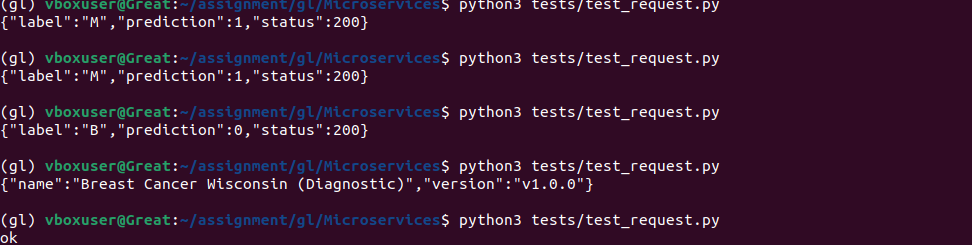 (gl) vboxuser@Great:~/assignment/gl/Microservices$ python3 tests/test_request.py
{"label":"M","prediction":1,"status":200}
(gl) vboxuser@Great:~/assignment/gl/Microservices$ python3 tests/test_request.py
{"label":"M","prediction":1,"status":200}
(gl) vboxuser@Great:~/assignment/gl/Microservices$ python3 tests/test_request.py
{"label":"B","prediction":0,"status":200}
(gl) vboxuser@Great:~/assignment/gl/Microservices$ python3 tests/test_request.py
{"name":"Breast Cancer Wisconsin (Diagnostic)","version":"v1.0.0"}
(gl) vboxuser@Great:~/assignment/gl/Microservices$ python3 tests/test_request.py
ok